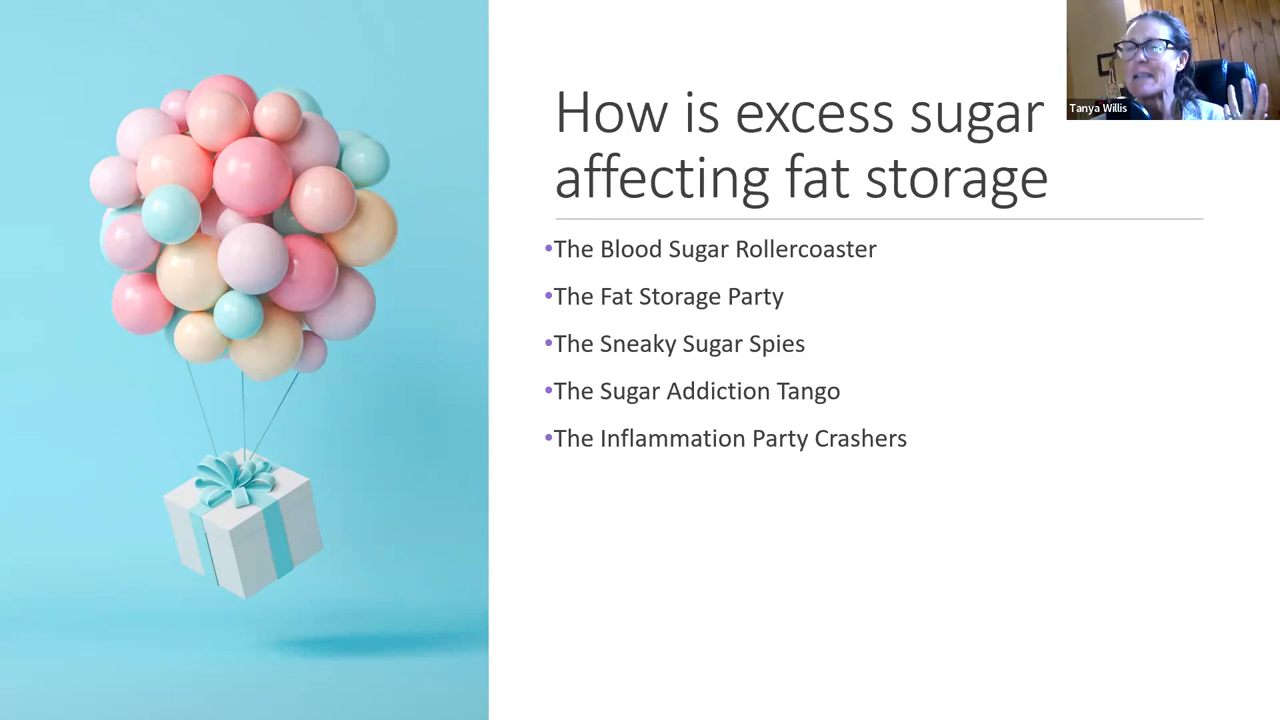 How is excess sugar
affecting fat storage
•The Blood Sugar Rollercoaster
•The Fat Storage Party
•The Sneaky Sugar Spies
•The Sugar Addiction Tango
•The Inflammation Party Crashers
Tanya Willis